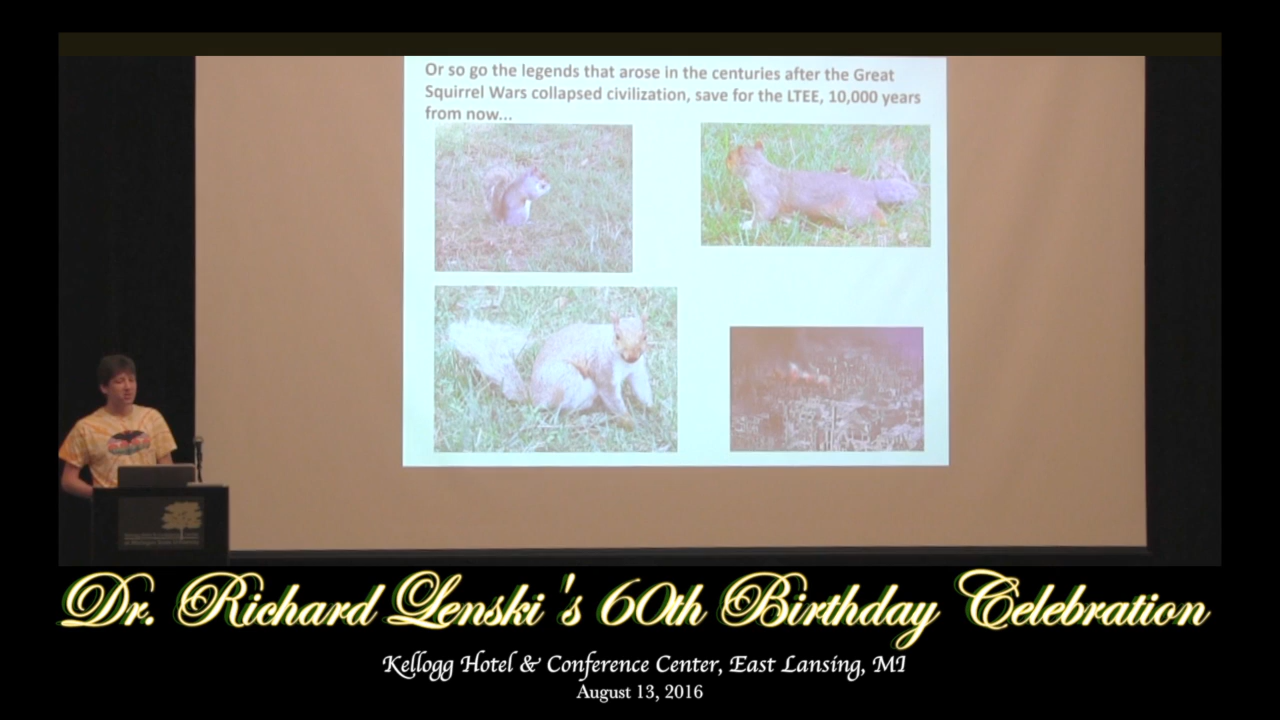 Or so go the legends that arose in the centuries after the Great
Squirrel Wars collapsed civilization, save for the LTEE, 10,000 years
from now...
Dr. Richard Lenski's 60th Birthday Celebration
Kellogg Hotel & Conference Center, East Lansing, MI
August 13, 2016